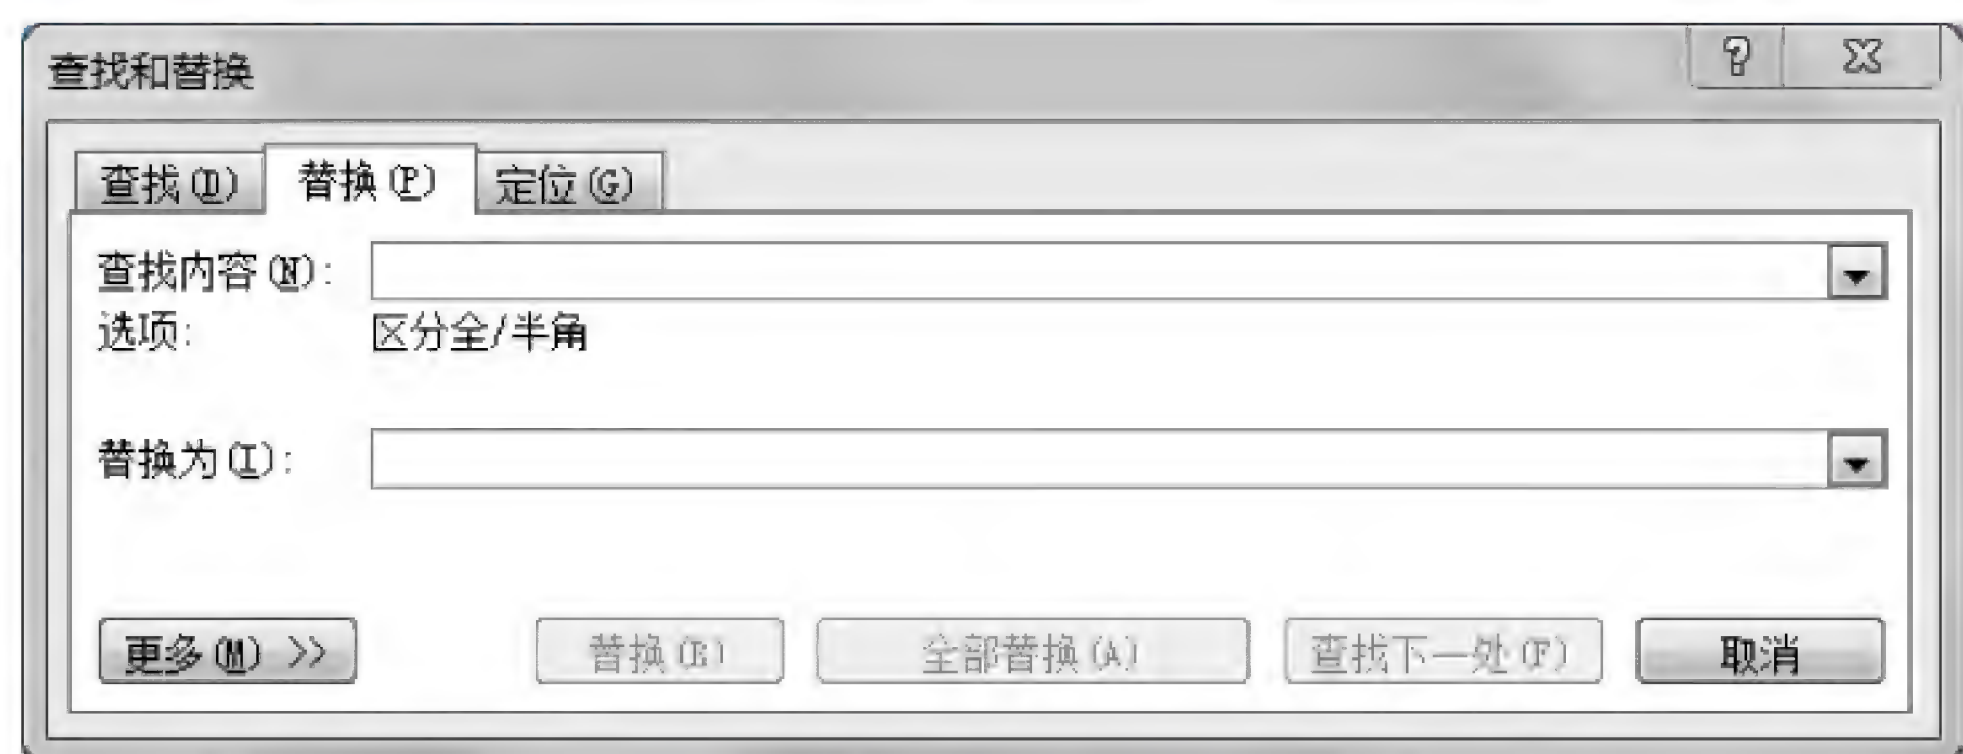 查找和替换
查找(D) 替换(P) 定位(G)
查找内容(N):
选项: 区分全/半角
替换为(I):
更多(M) >> 替换(R) 全部替换(A) 查找下一处(F) 取消